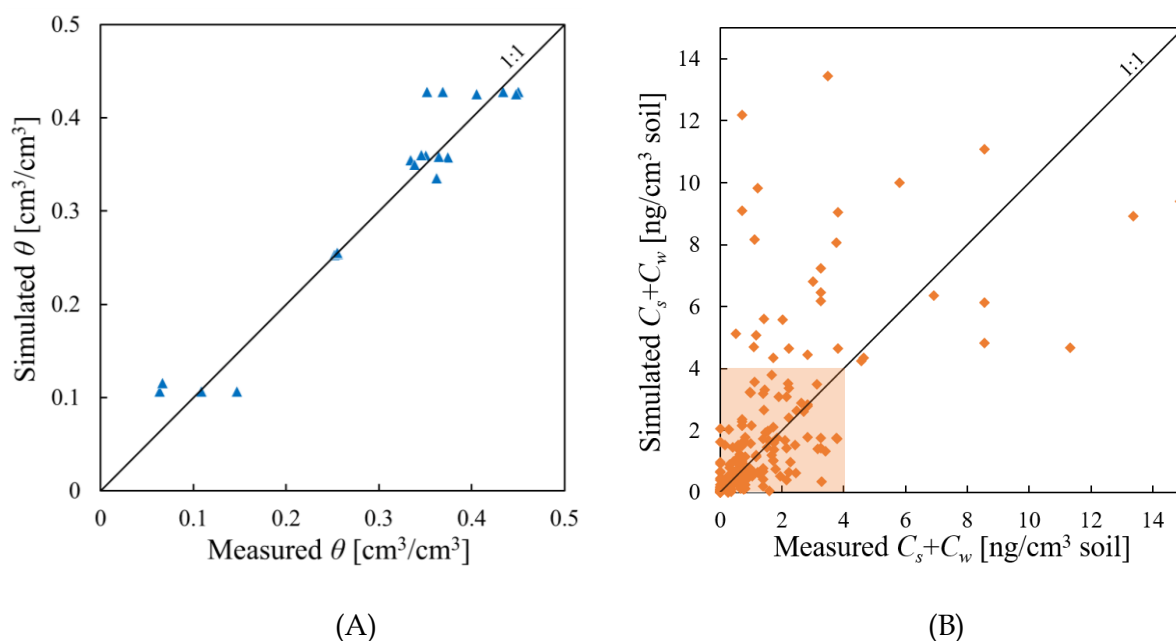 0.5
0.4
0.3
0.2
0.1
0
0 0.1 0.2 0.3 0.4 0.5
Simulated θ [cm³/cm³]
Measured θ [cm³/cm³]
1:1
(A)
14
12
10
8
6
4
2
0
0 2 4 6 8 10 12 14
Simulated Cₛ+C_w [ng/cm³ soil]
Measured Cₛ+C_w [ng/cm³ soil]
1:1
(B)